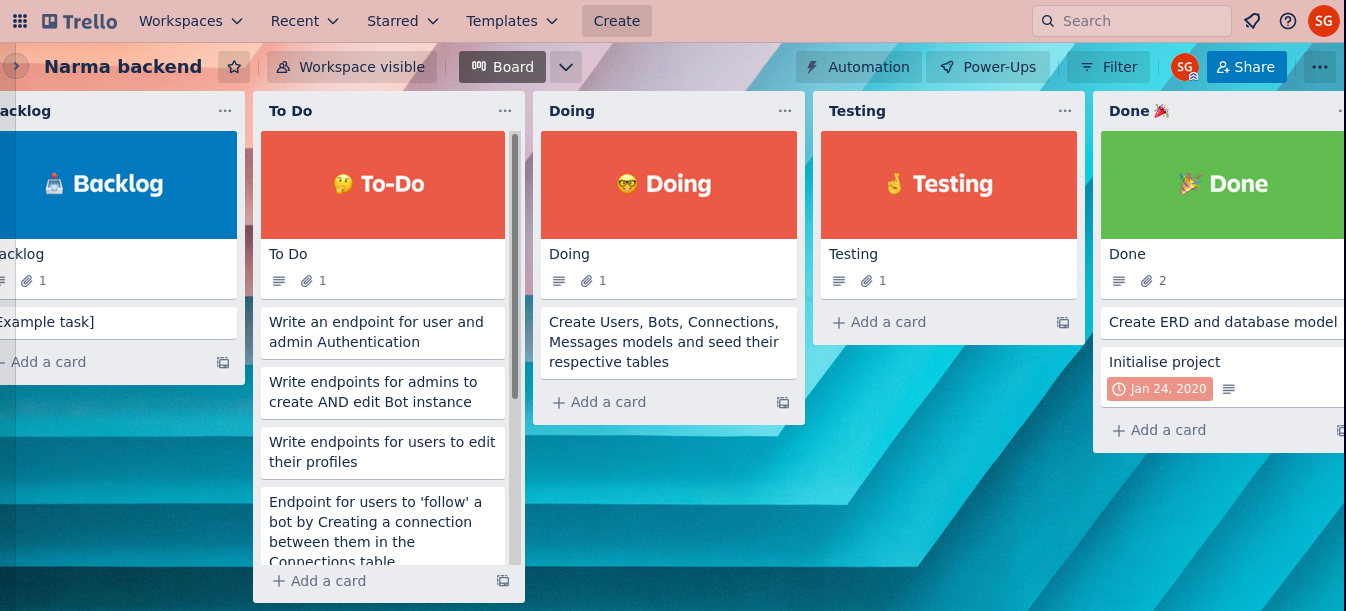 Trello
Workspaces
Recent
Starred
Templates
Create
Search
SG
Narma backend
Workspace visible
Board
Automation
Power-Ups
Filter
SG
Share
acklog
Backlog
acklog
1
Example task]
Add a card
To Do
To-Do
To Do
1
Write an endpoint for user and
admin Authentication
Write endpoints for admins to
create AND edit Bot instance
Write endpoints for users to edit
their profiles
Endpoint for users to 'follow' a
bot by Creating a connection
between them in the
Connections table
Add a card
Doing
Doing
Doing
1
Create Users, Bots, Connections,
Messages models and seed their
respective tables
Add a card
Testing
Testing
Testing
1
Add a card
Done
Done
Done
2
Create ERD and database model
Initialise project
Jan 24, 2020
Add a card